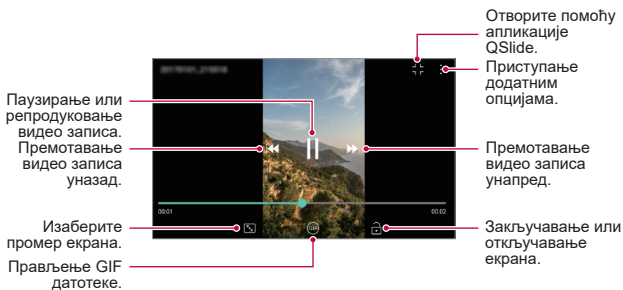 Отворите помоћу
апликације
QSlide.
Приступање
додатним
опцијама.
Паузирање или
репродуковање
видео записа.
Премотавање
видео записа
уназад.
Премотавање
видео записа
унапред.
00:01
00:02
Изаберите
промер екрана.
GIF
Закључавање или
откључавање
екрана.
Прављење GIF
датотеке.